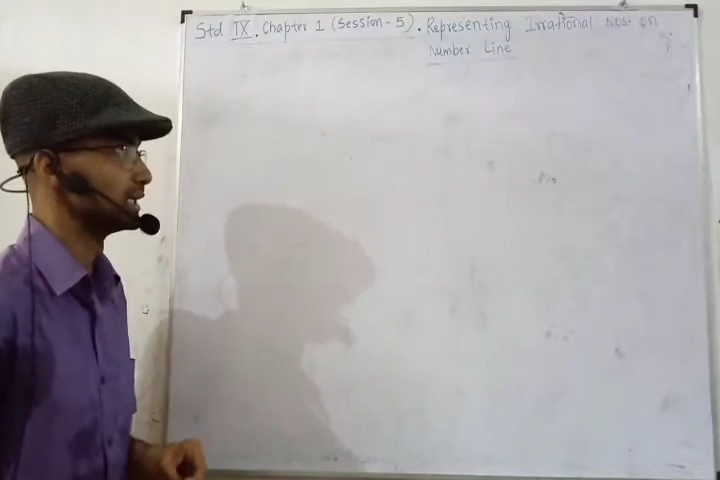 Std IX. Chapter 1 (Session - 5). Representing Irrational Nos. on
Number Line